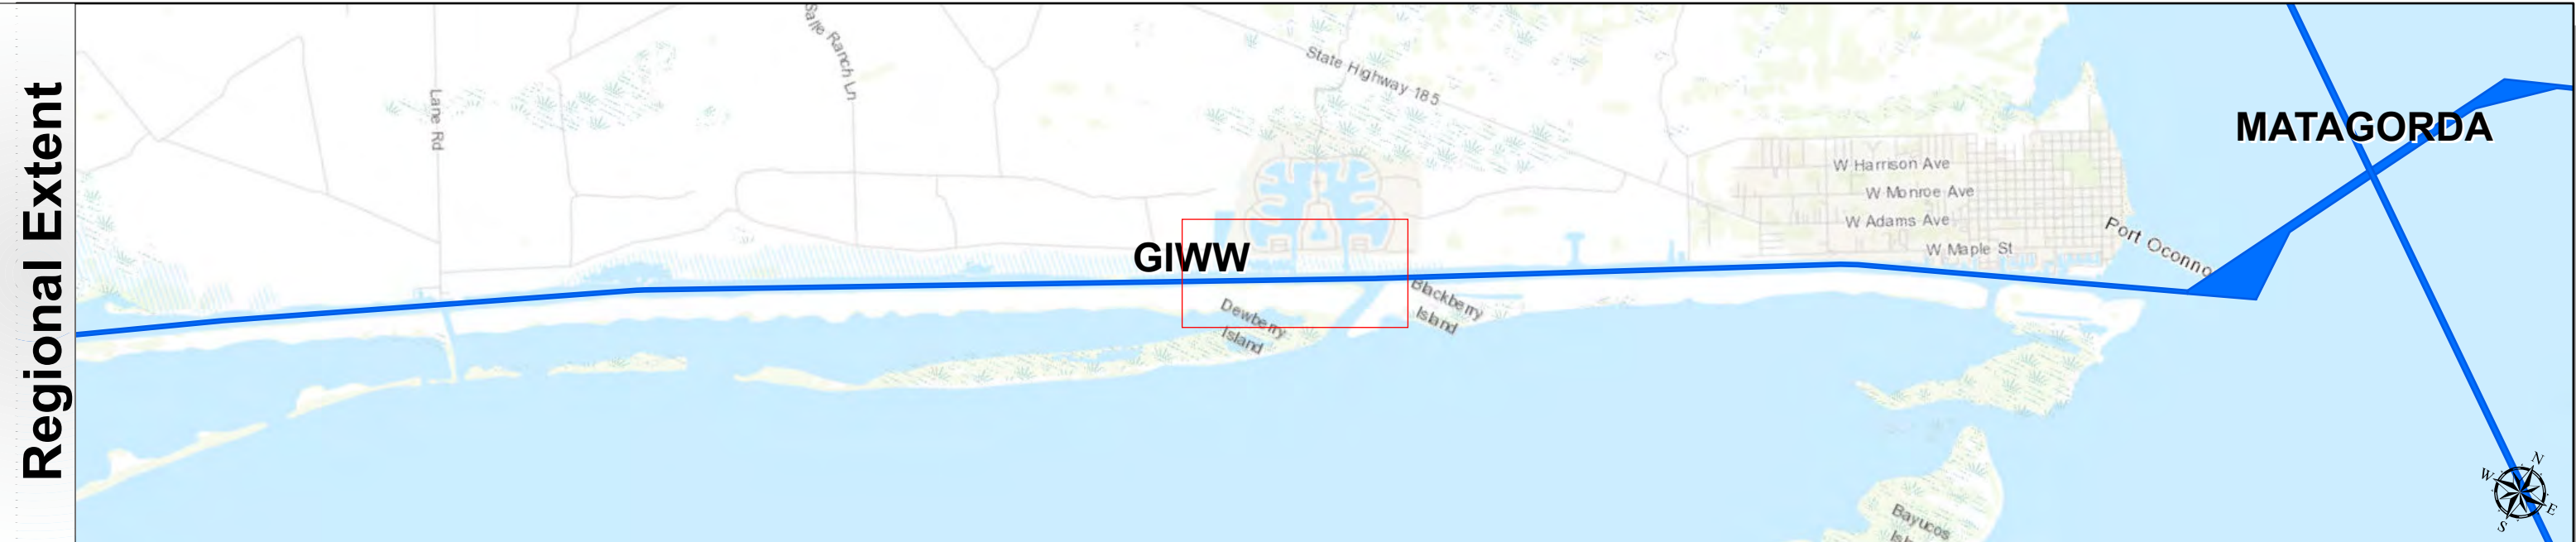 Regional Extent
Lane Rd
Ranch Ln
State Highway 185
MATAGORDA
W Harrison Ave
W Monroe Ave
W Adams Ave
W Maple St
Port Oconno
GIWW
Dewberry
Island
Blackberry
Island
Bayucos
N
W
E
S